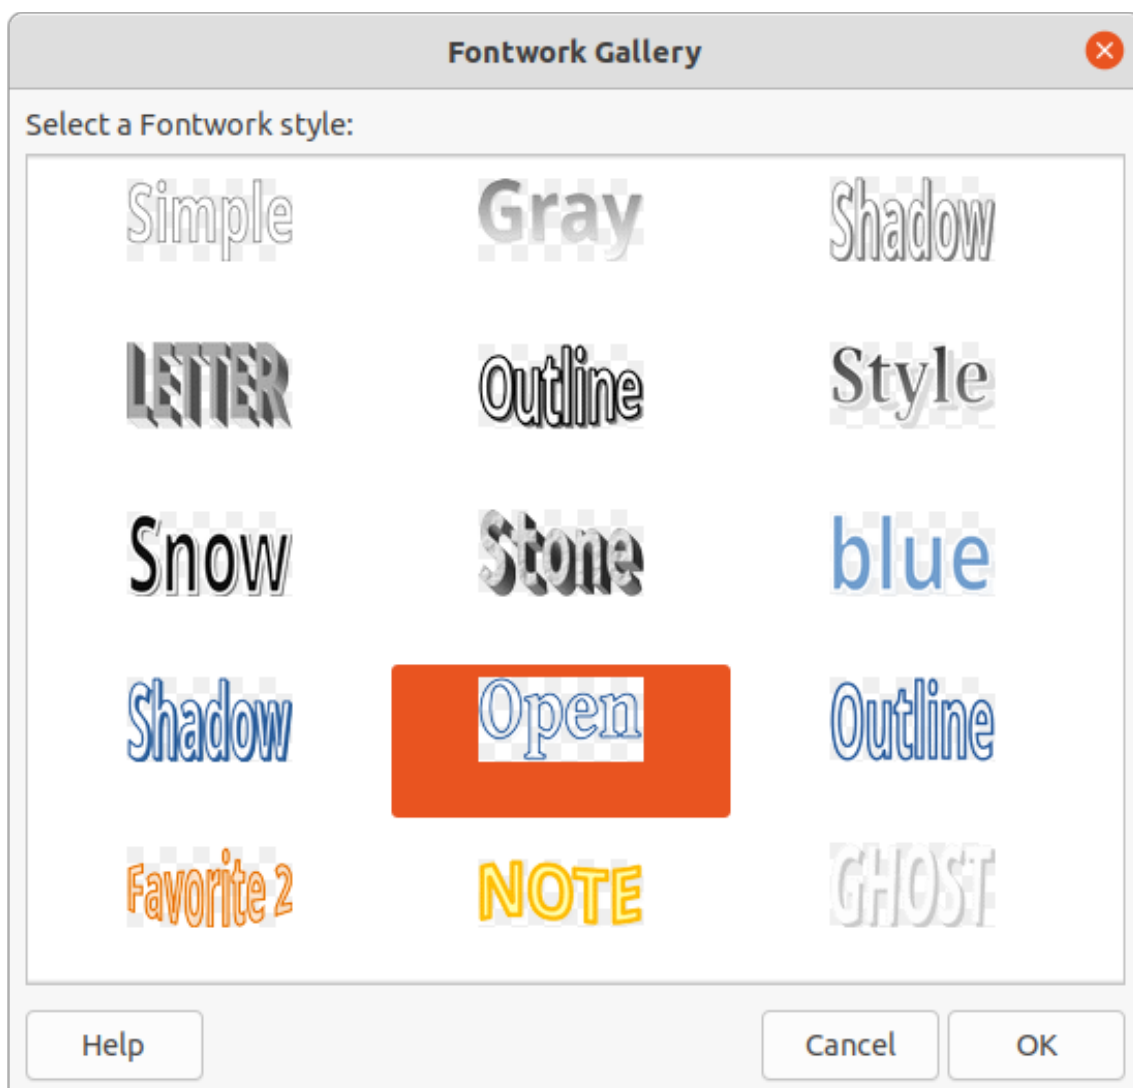 Fontwork Gallery
Select a Fontwork style:
Simple Gray Shadow
LETTER Outline Style
Snow Stone blue
Shadow Open Outline
Favorite 2 NOTE GHOST
Help Cancel OK